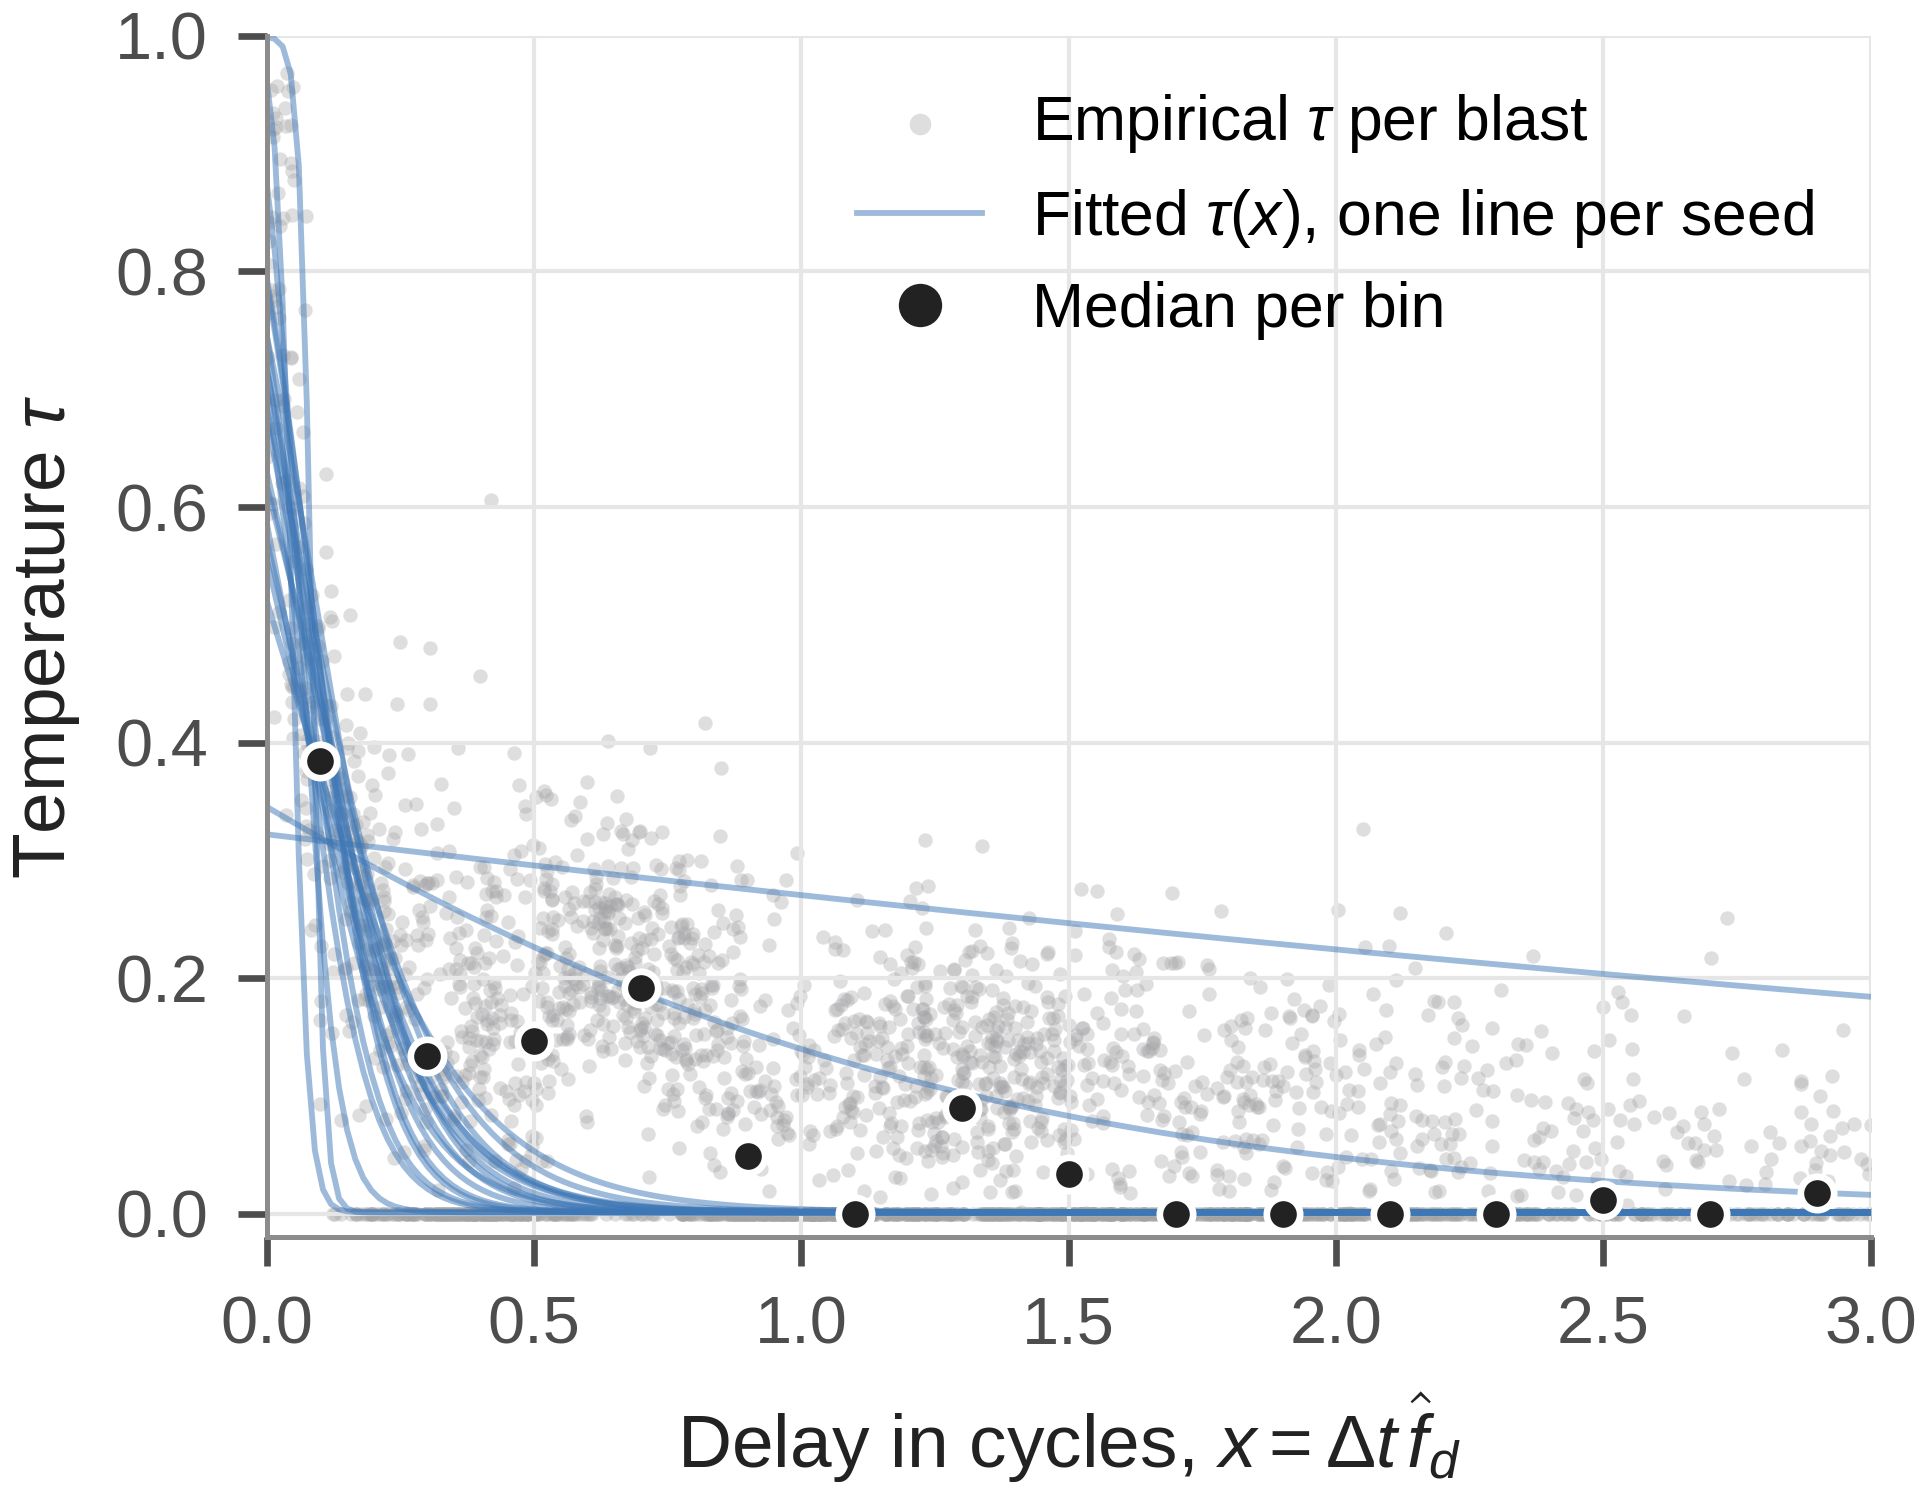 1.0
0.8
0.6
0.4
0.2
0.0
Temperature τ
Empirical τ per blast
Fitted τ(x), one line per seed
Median per bin
0.0 0.5 1.0 1.5 2.0 2.5 3.0
Delay in cycles, x = Δt f̂_d